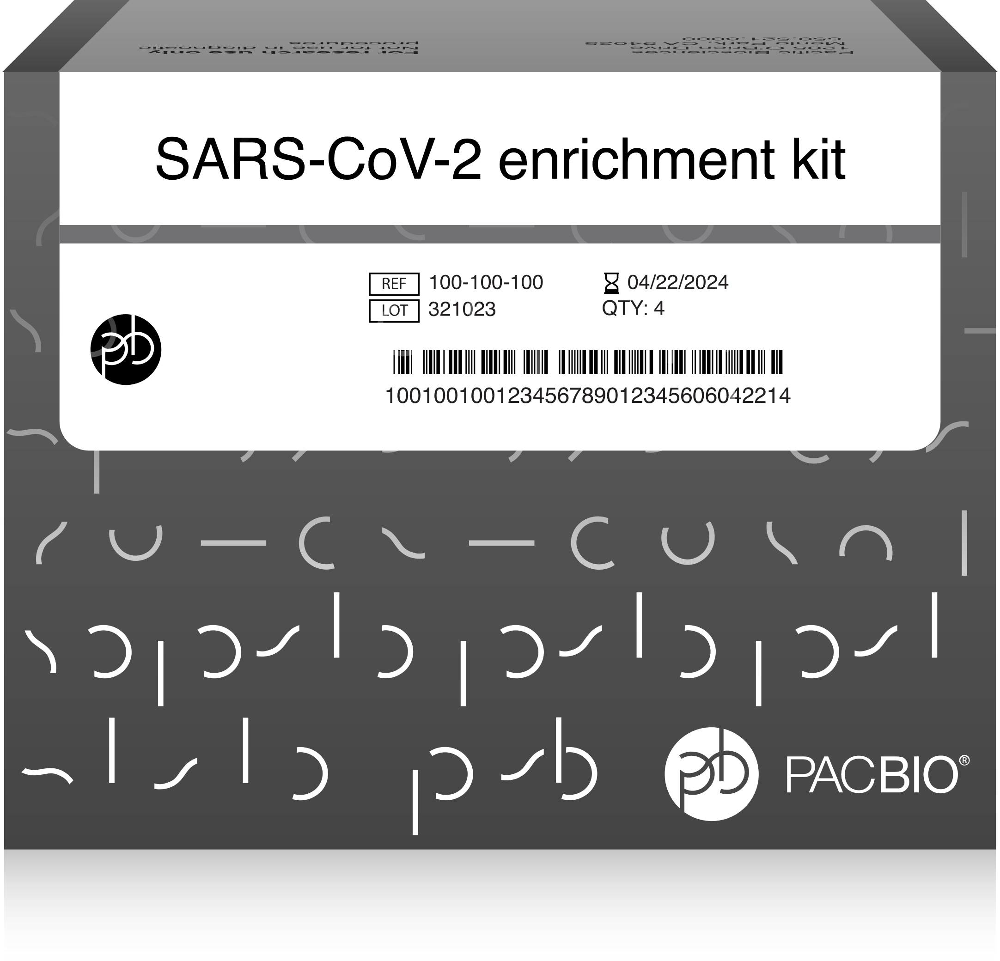 For research use only
Not for use in diagnostic
procedures
Pacific Biosciences
1305 O'Brien Drive
Menlo Park, CA 94025
650.521.8000
SARS-CoV-2 enrichment kit
REF 100-100-100
04/22/2024
LOT 321023
QTY: 4
pb
100100100123456789012345606042214
pb PACBIO®